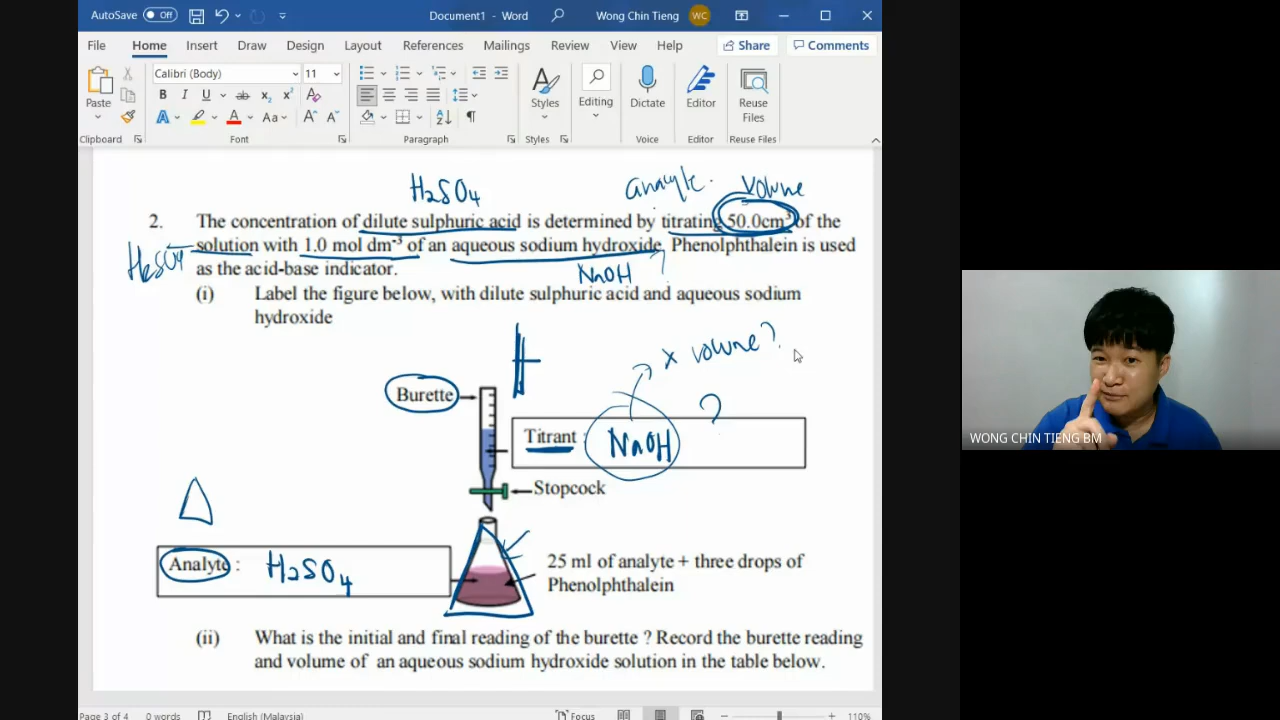 AutoSave Off
Document1 - Word
Wong Chin Tieng WC
File Home Insert Draw Design Layout References Mailings Review View Help Share Comments
Calibri (Body) 11
Paste
Styles Editing Dictate Editor Reuse Files
Clipboard Font Paragraph Styles Voice Editor Reuse Files
H2SO4 analyte. volume
2. The concentration of dilute sulphuric acid is determined by titrating 50.0cm³ of the
solution with 1.0 mol dm⁻³ of an aqueous sodium hydroxide. Phenolphthalein is used
H2SO4
as the acid-base indicator.
NaOH
(i) Label the figure below, with dilute sulphuric acid and aqueous sodium
hydroxide
x volume?
Burette
?
Titrant : NaOH
Stopcock
Analyte : H2SO4
25 ml of analyte + three drops of
Phenolphthalein
(ii) What is the initial and final reading of the burette ? Record the burette reading
and volume of an aqueous sodium hydroxide solution in the table below.
WONG CHIN TIENG BM
Page 3 of 4 0 words English (Malaysia) Focus 110%